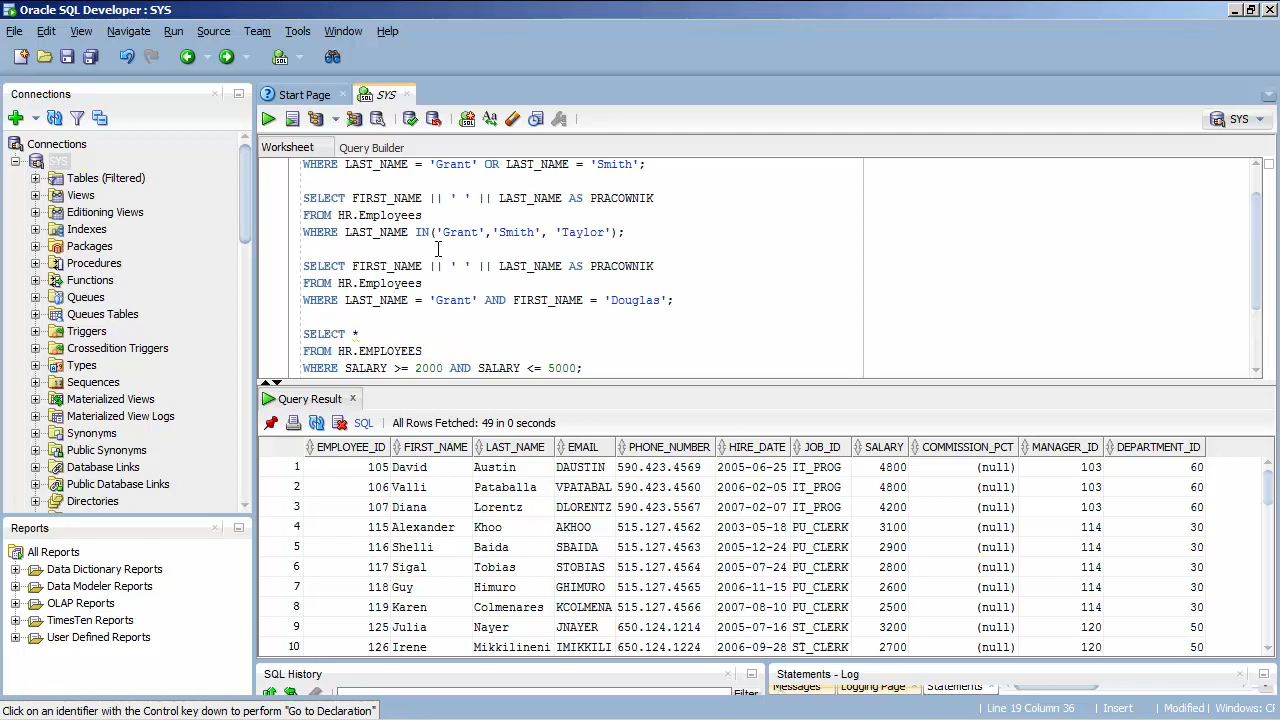 Oracle SQL Developer : SYS
File Edit View Navigate Run Source Team Tools Window Help
Connections
Start Page
SYS
SYS
Worksheet Query Builder
Connections
SYS
Tables (Filtered)
Views
Editioning Views
Indexes
Packages
Procedures
Functions
Queues
Queues Tables
Triggers
Crossedition Triggers
Types
Sequences
Materialized Views
Materialized View Logs
Synonyms
Public Synonyms
Database Links
Public Database Links
Directories
WHERE LAST_NAME = 'Grant' OR LAST_NAME = 'Smith';
SELECT FIRST_NAME || ' ' || LAST_NAME AS PRACOWNIK
FROM HR.Employees
WHERE LAST_NAME IN('Grant','Smith', 'Taylor');
SELECT FIRST_NAME || ' ' || LAST_NAME AS PRACOWNIK
FROM HR.Employees
WHERE LAST_NAME = 'Grant' AND FIRST_NAME = 'Douglas';
SELECT *
FROM HR.EMPLOYEES
WHERE SALARY >= 2000 AND SALARY <= 5000;
Query Result
SQL All Rows Fetched: 49 in 0 seconds
EMPLOYEE_ID FIRST_NAME LAST_NAME EMAIL PHONE_NUMBER HIRE_DATE JOB_ID SALARY COMMISSION_PCT MANAGER_ID DEPARTMENT_ID
1 105 David Austin DAUSTIN 590.423.4569 2005-06-25 IT_PROG 4800 (null) 103 60
2 106 Valli Pataballa VPATABAL 590.423.4560 2006-02-05 IT_PROG 4800 (null) 103 60
3 107 Diana Lorentz DLORENTZ 590.423.5567 2007-02-07 IT_PROG 4200 (null) 103 60
4 115 Alexander Khoo AKHOO 515.127.4562 2003-05-18 PU_CLERK 3100 (null) 114 30
5 116 Shelli Baida SBAIDA 515.127.4563 2005-12-24 PU_CLERK 2900 (null) 114 30
6 117 Sigal Tobias STOBIAS 515.127.4564 2005-07-24 PU_CLERK 2800 (null) 114 30
7 118 Guy Himuro GHIMURO 515.127.4565 2006-11-15 PU_CLERK 2600 (null) 114 30
8 119 Karen Colmenares KCOLMENA 515.127.4566 2007-08-10 PU_CLERK 2500 (null) 114 30
9 125 Julia Nayer JNAYER 650.124.1214 2005-07-16 ST_CLERK 3200 (null) 120 50
10 126 Irene Mikkilineni IMIKKILI 650.124.1224 2006-09-28 ST_CLERK 2700 (null) 120 50
Reports
All Reports
Data Dictionary Reports
Data Modeler Reports
OLAP Reports
TimesTen Reports
User Defined Reports
SQL History
Filter
Statements - Log
Messages Logging Page Statements
Click on an identifier with the Control key down to perform "Go to Declaration"
Line 19 Column 36 Insert Modified Windows: